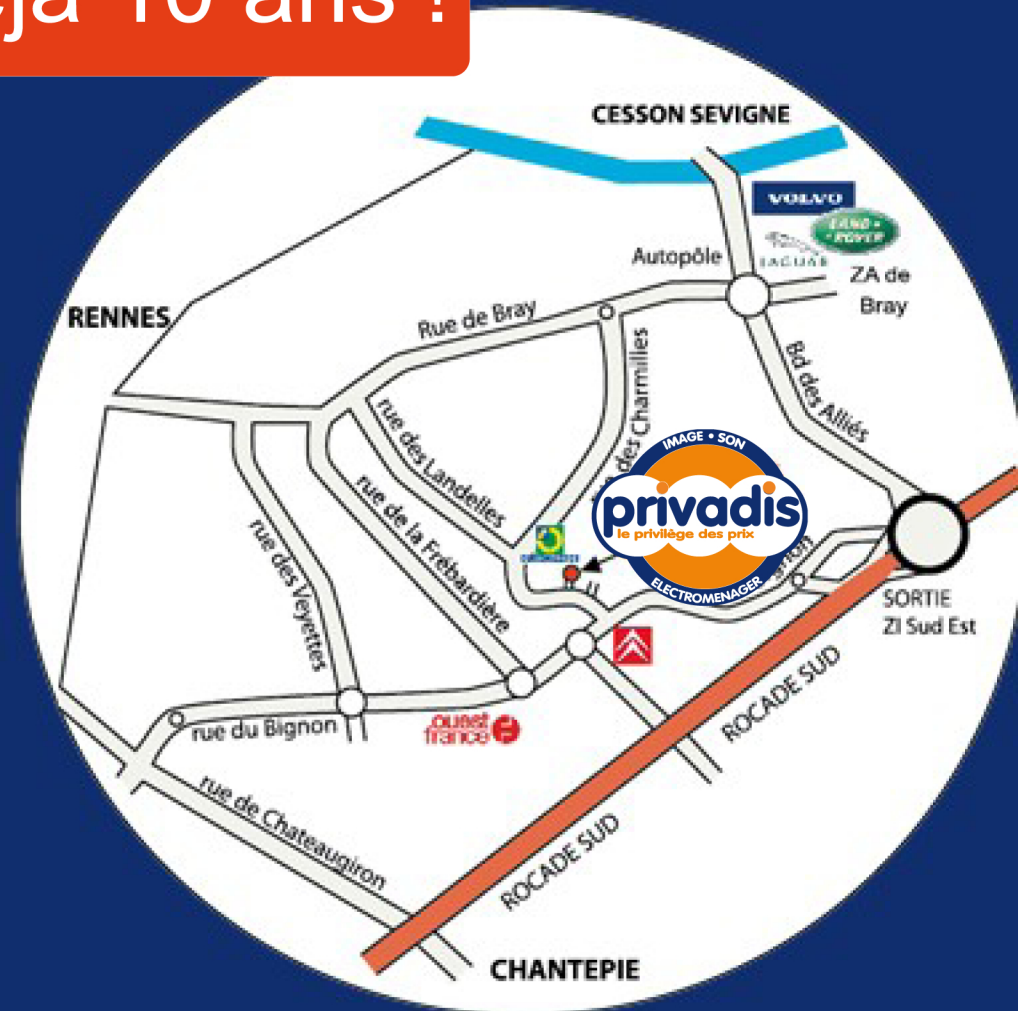 10 ans !
CESSON SEVIGNE
VOLVO
LAND-
-ROVER
JAGUAR
Autopôle
ZA de
Bray
RENNES
Rue de Bray
des Charmilles
Bd des Alliés
rue des Landelles
rue de la Frébardière
rue des Veyettes
IMAGE • SON
privadis
le privilège des prix
ELECTROMENAGER
SORTIE
ZI Sud Est
ROCADE SUD
rue du Bignon
ouest
france
rue de Chateaugiron
ROCADE SUD
CHANTEPIE